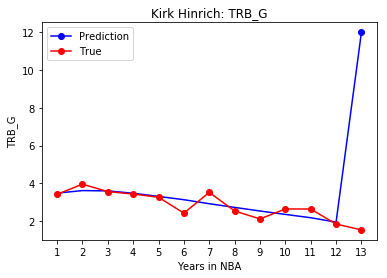 Kirk Hinrich: TRB_G
Prediction
True
12
10
8
6
4
2
TRB_G
1 2 3 4 5 6 7 8 9 10 11 12 13
Years in NBA